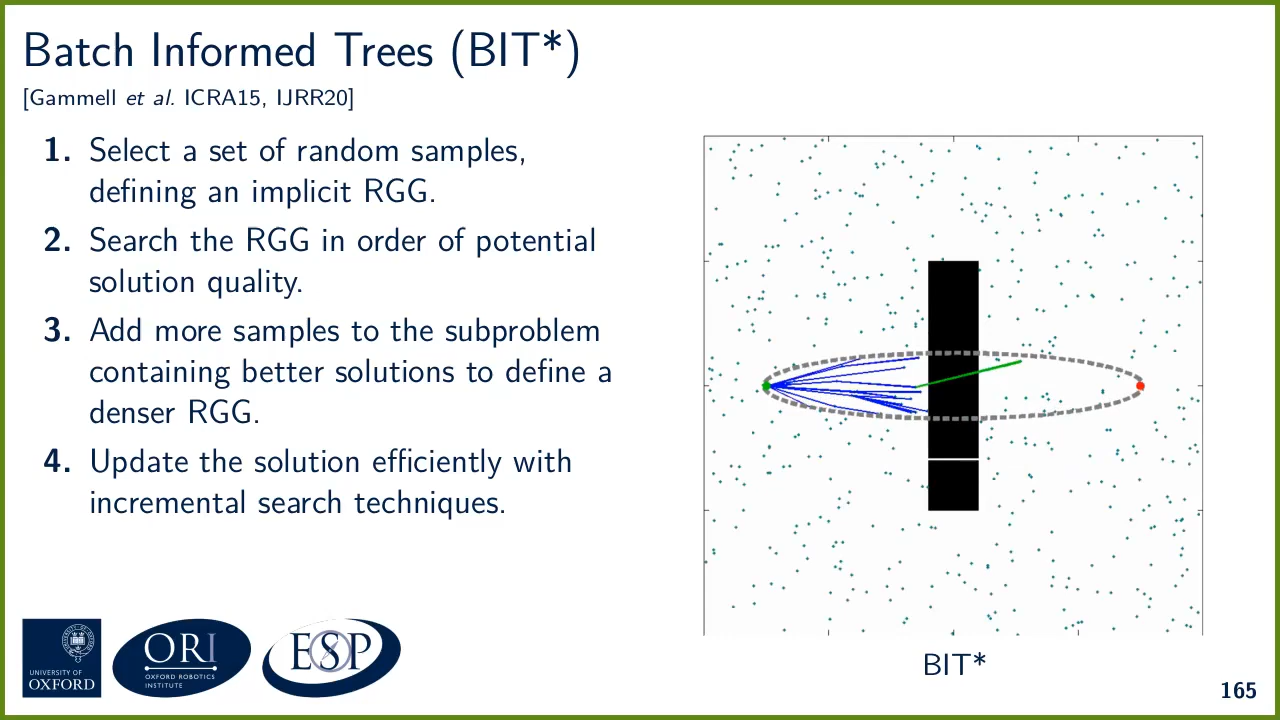 Batch Informed Trees (BIT*)
[Gammell et al. ICRA15, IJRR20]
1. Select a set of random samples,
defining an implicit RGG.
2. Search the RGG in order of potential
solution quality.
3. Add more samples to the subproblem
containing better solutions to define a
denser RGG.
4. Update the solution efficiently with
incremental search techniques.
BIT*
UNIVERSITY OF
OXFORD
ORI
OXFORD ROBOTICS
INSTITUTE
ESP
165